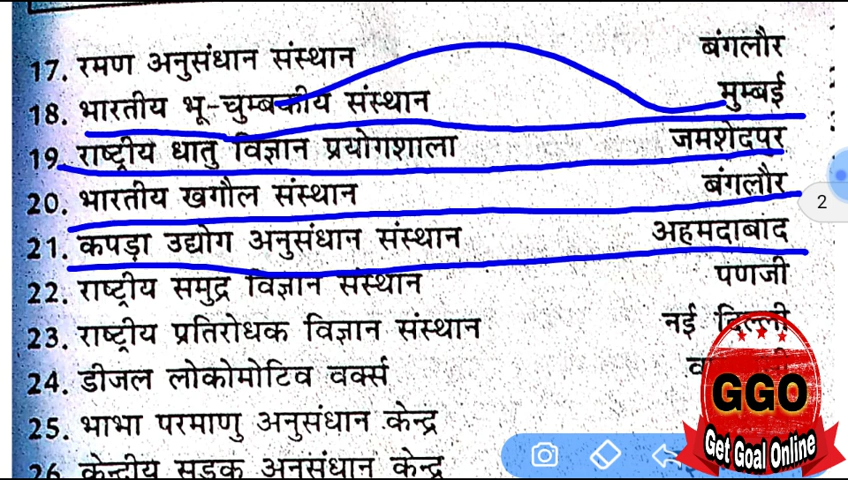 17. रमण अनुसंधान संस्थान बंगलौर
18. भारतीय भू-चुम्बकीय संस्थान मुम्बई
19. राष्ट्रीय धातु विज्ञान प्रयोगशाला जमशेदपुर
20. भारतीय खगौल संस्थान बंगलौर
21. कपड़ा उद्योग अनुसंधान संस्थान अहमदाबाद
22. राष्ट्रीय समुद्र विज्ञान संस्थान पणजी
23. राष्ट्रीय प्रतिरोधक विज्ञान संस्थान नई दिल्ली
24. डीजल लोकोमोटिव वर्क्स
25. भाभा परमाणु अनुसंधान केन्द्र
26. केन्द्रीय सड़क अनुसंधान केन्द्र
2
GGO
Get Goal Online